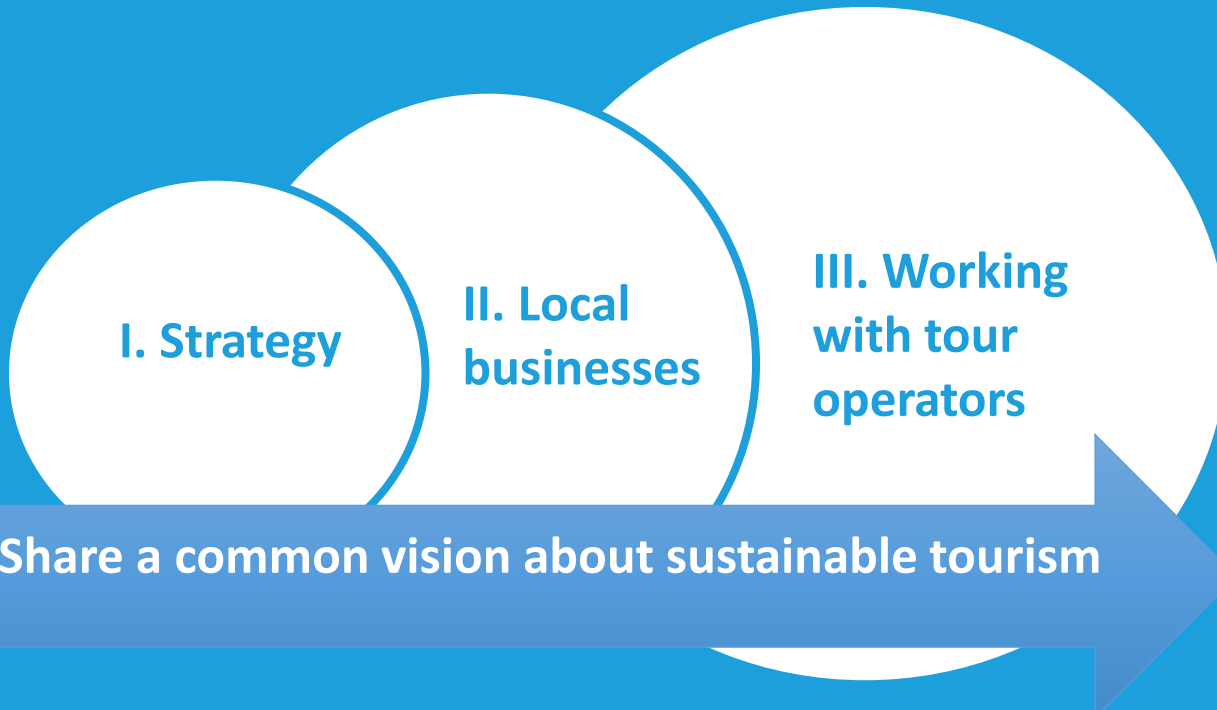 I. Strategy
II. Local
businesses
III. Working
with tour
operators
Share a common vision about sustainable tourism